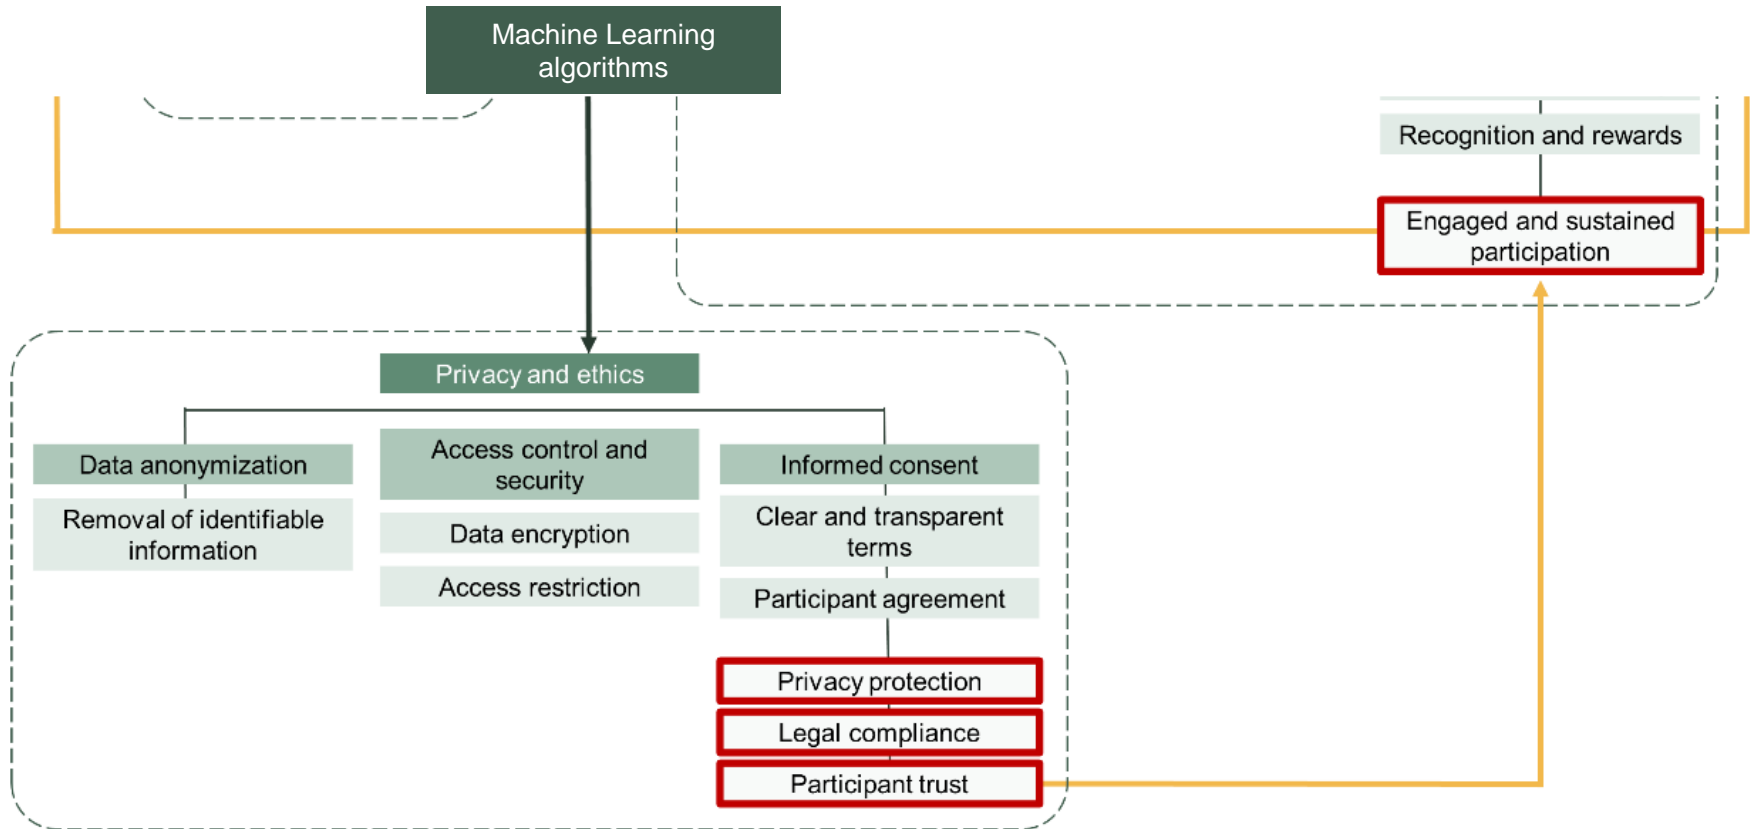 Machine Learning
algorithms
Recognition and rewards
Engaged and sustained
participation
Privacy and ethics
Data anonymization
Removal of identifiable
information
Access control and
security
Data encryption
Access restriction
Informed consent
Clear and transparent
terms
Participant agreement
Privacy protection
Legal compliance
Participant trust